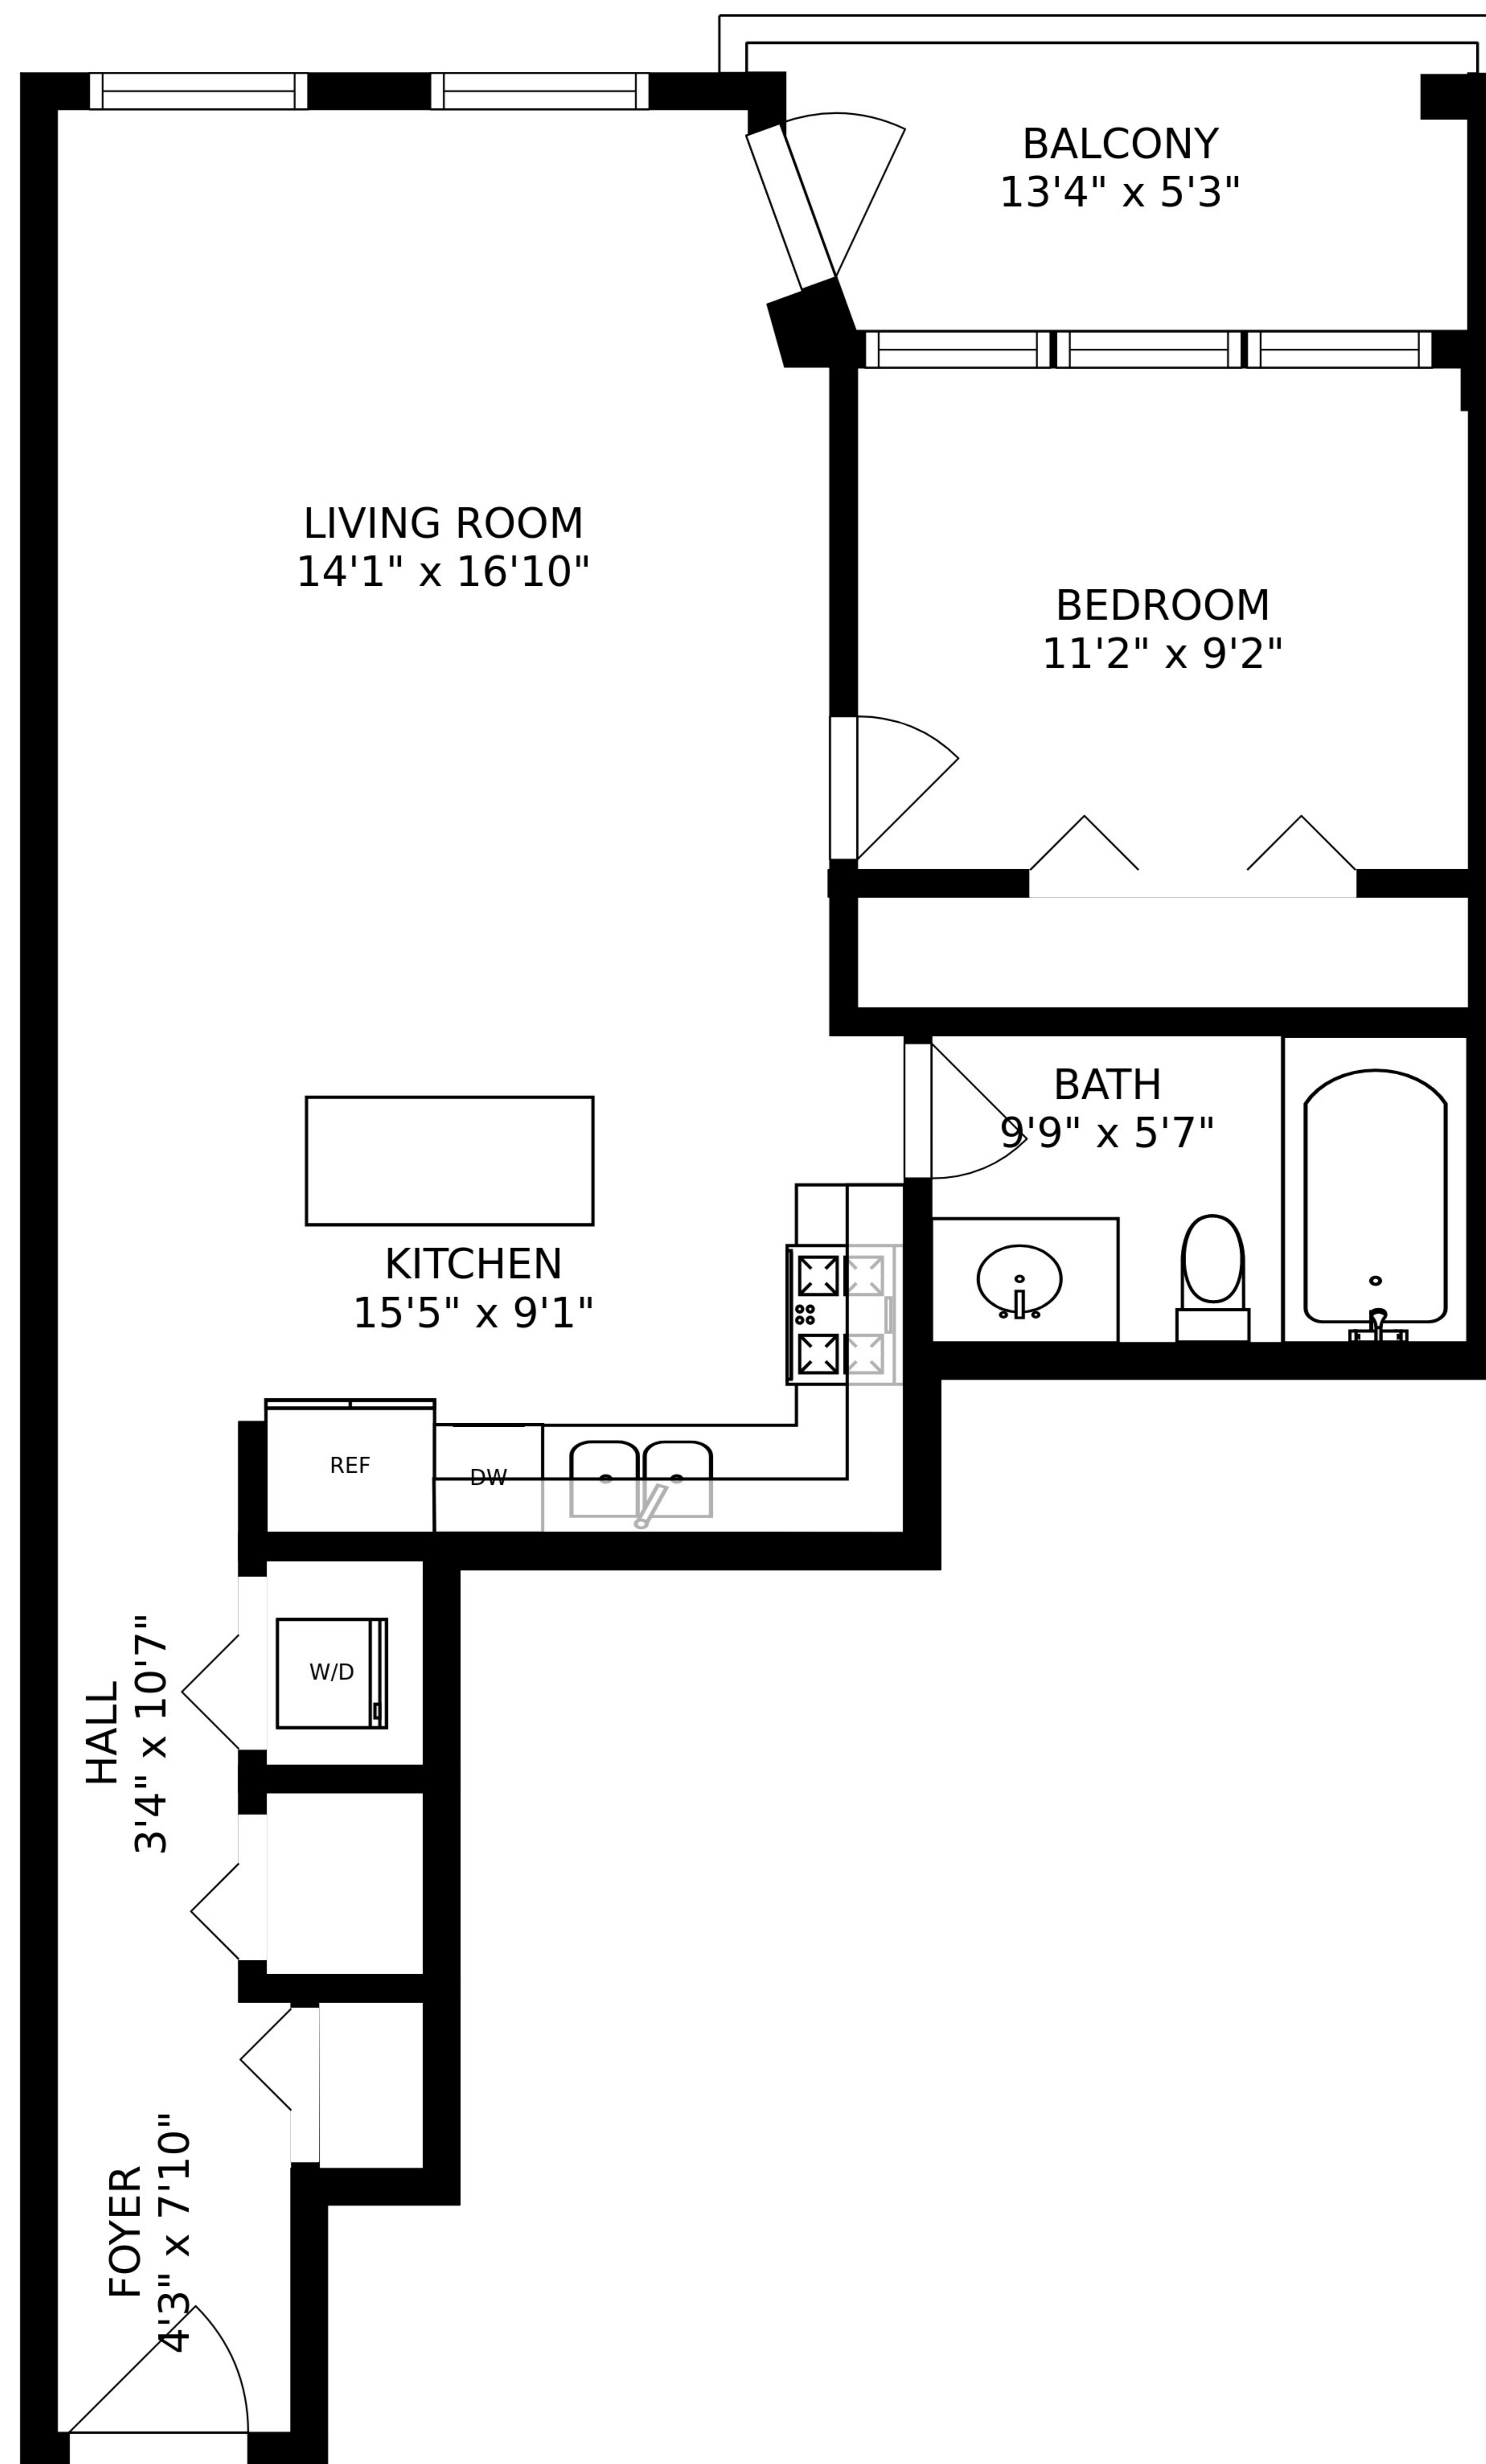 BALCONY
13'4" x 5'3"
LIVING ROOM
14'1" x 16'10"
BEDROOM
11'2" x 9'2"
BATH
9'9" x 5'7"
KITCHEN
15'5" x 9'1"
REF
DW
W/D
HALL
3'4" x 10'7"
FOYER
4'3" x 7'10"